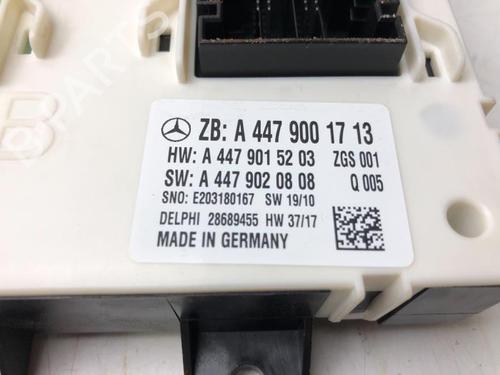 ZB: A 447 900 17 13
HW: A 447 901 52 03 ZGS 001
SW: A 447 902 08 08 Q 005
SNO: E203180167 SW 19/10
DELPHI 28689455 HW 37/17
MADE IN GERMANY
B
PARTS